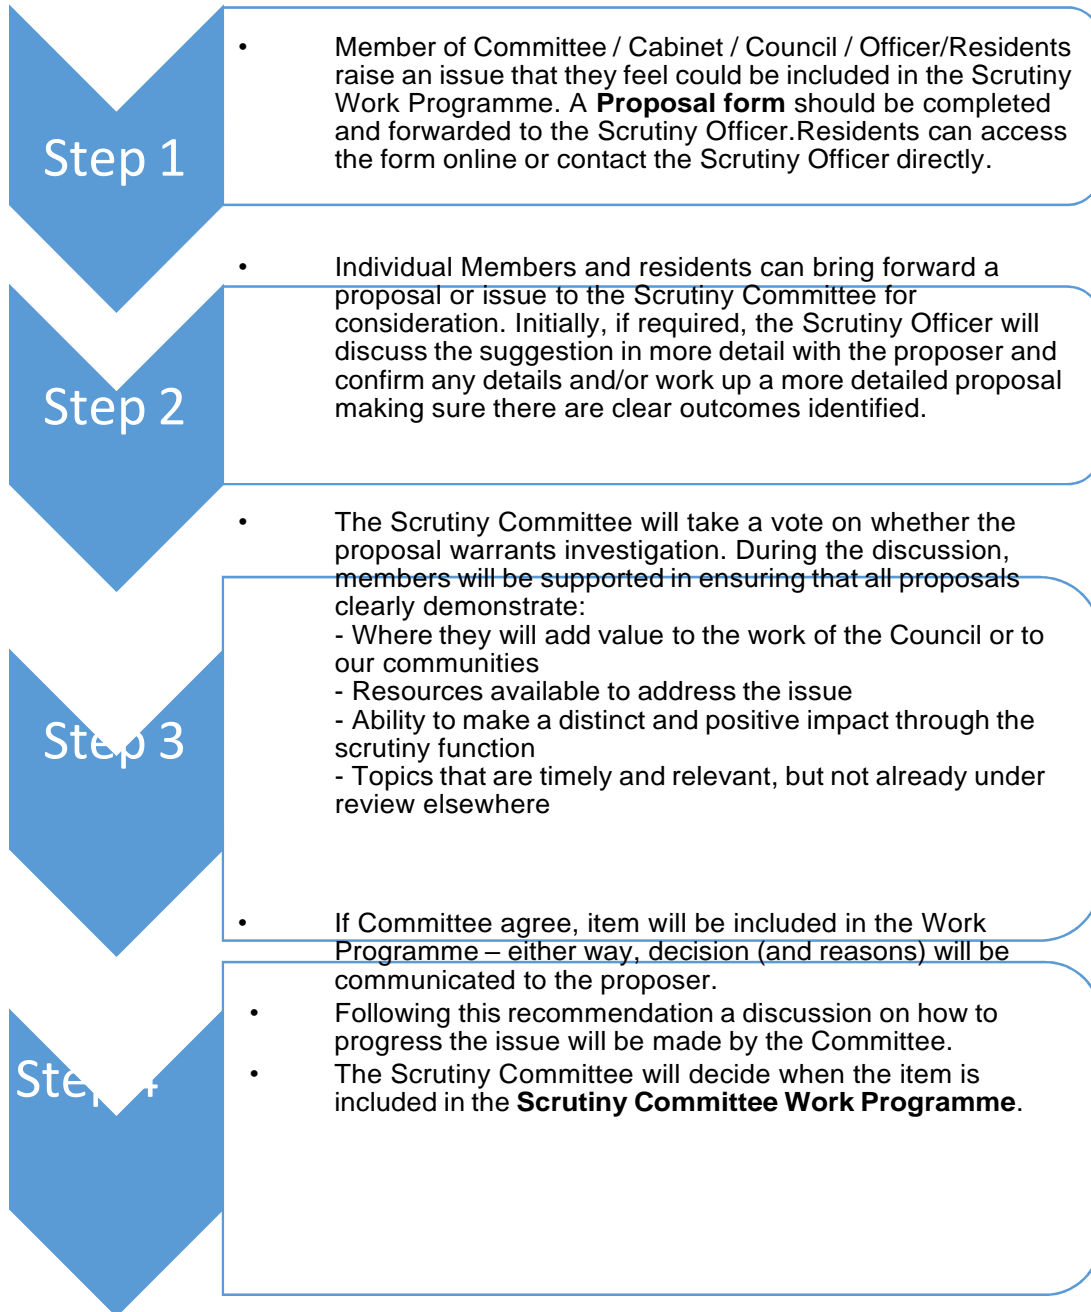 Step 1
• Member of Committee / Cabinet / Council / Officer/Residents
raise an issue that they feel could be included in the Scrutiny
Work Programme. A Proposal form should be completed
and forwarded to the Scrutiny Officer.Residents can access
the form online or contact the Scrutiny Officer directly.
Step 2
• Individual Members and residents can bring forward a
proposal or issue to the Scrutiny Committee for
consideration. Initially, if required, the Scrutiny Officer will
discuss the suggestion in more detail with the proposer and
confirm any details and/or work up a more detailed proposal
making sure there are clear outcomes identified.
Step 3
• The Scrutiny Committee will take a vote on whether the
proposal warrants investigation. During the discussion,
members will be supported in ensuring that all proposals
clearly demonstrate:
- Where they will add value to the work of the Council or to
our communities
- Resources available to address the issue
- Ability to make a distinct and positive impact through the
scrutiny function
- Topics that are timely and relevant, but not already under
review elsewhere
Step 4
• If Committee agree, item will be included in the Work
Programme – either way, decision (and reasons) will be
communicated to the proposer.
• Following this recommendation a discussion on how to
progress the issue will be made by the Committee.
• The Scrutiny Committee will decide when the item is
included in the Scrutiny Committee Work Programme.